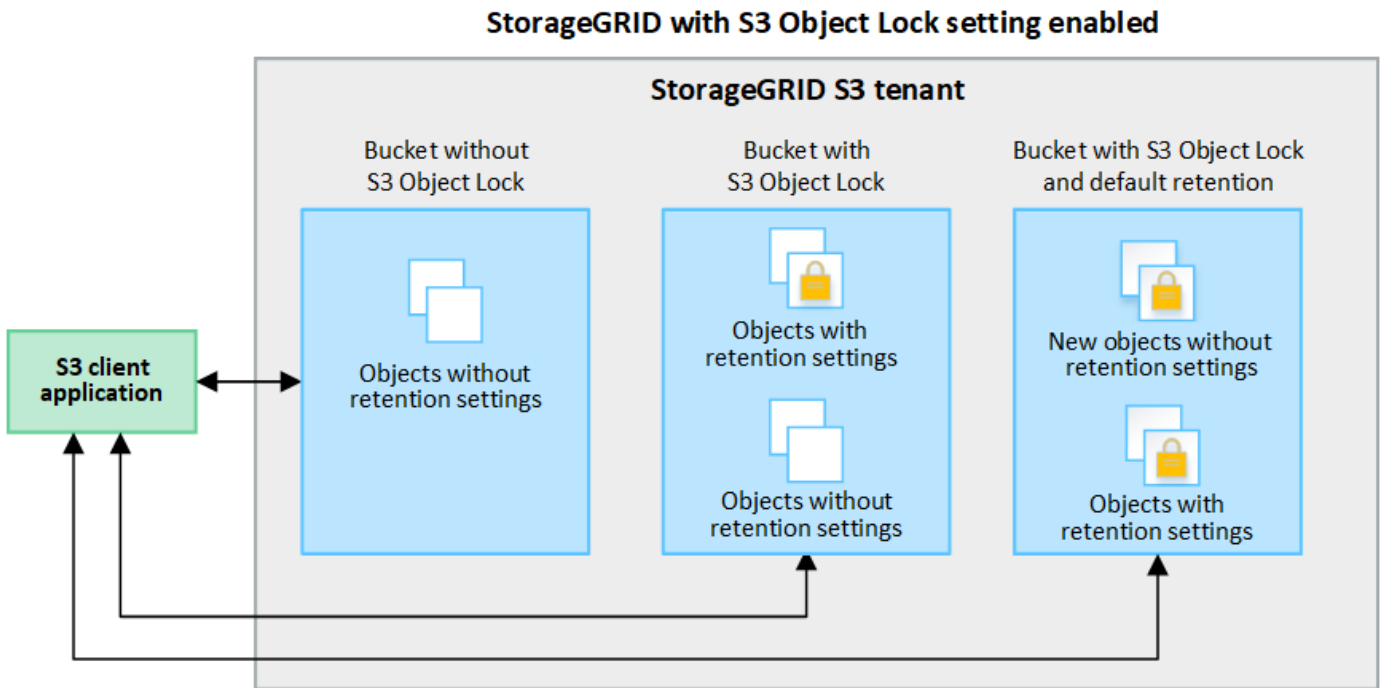 StorageGRID with S3 Object Lock setting enabled
StorageGRID S3 tenant
Bucket without
S3 Object Lock
Bucket with
S3 Object Lock
Bucket with S3 Object Lock
and default retention
S3 client
application
Objects without
retention settings
Objects with
retention settings
Objects without
retention settings
New objects without
retention settings
Objects with
retention settings